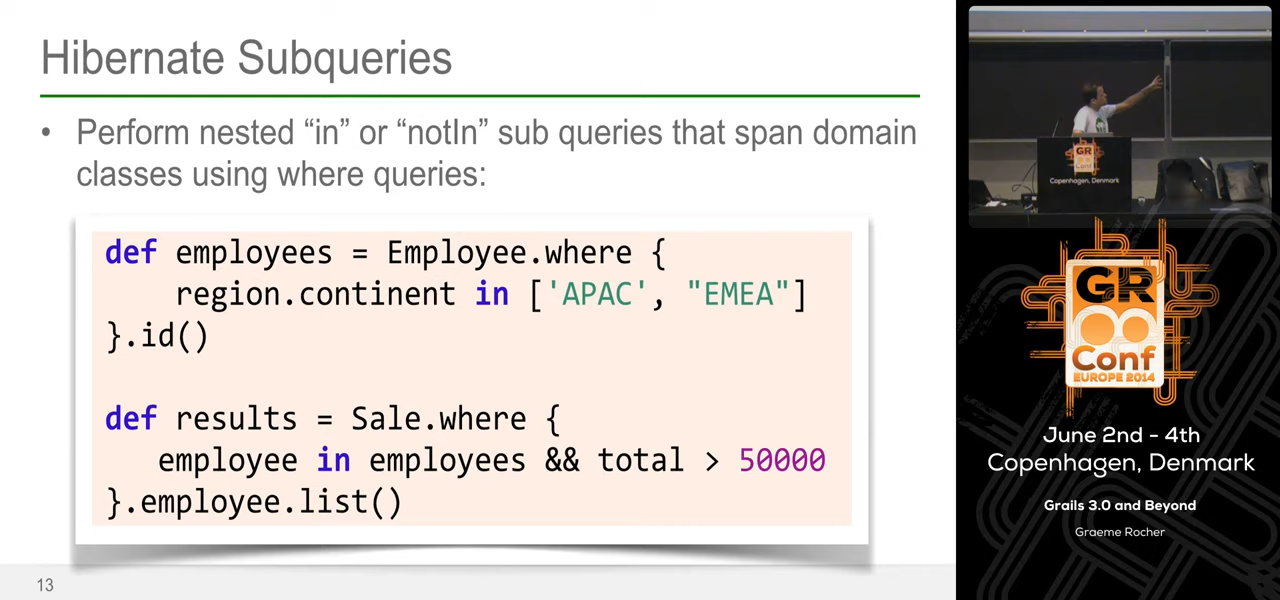 Hibernate Subqueries
• Perform nested “in” or “notIn” sub queries that span domain
classes using where queries:
def employees = Employee.where {
    region.continent in ['APAC', "EMEA"]
}.id()
def results = Sale.where {
   employee in employees && total > 50000
}.employee.list()
13
GR
Conf
Copenhagen, Denmark
GR
Conf
EUROPE 2014
June 2nd - 4th
Copenhagen, Denmark
Grails 3.0 and Beyond
Graeme Rocher